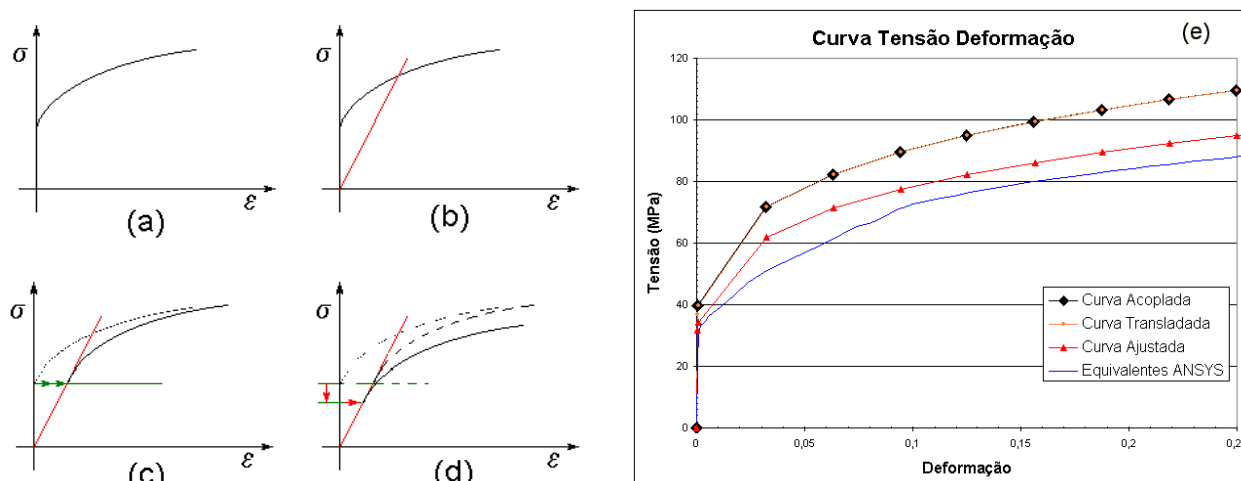 σ
ε
(a)
σ
ε
(b)
σ
ε
(c)
σ
ε
(d)
Curva Tensão Deformação
(e)
Tensão (MPa)
120
100
80
60
40
20
0
0
0,05
0,1
0,15
0,2
0,2
Deformação
Curva Acoplada
Curva Transladada
Curva Ajustada
Equivalentes ANSYS